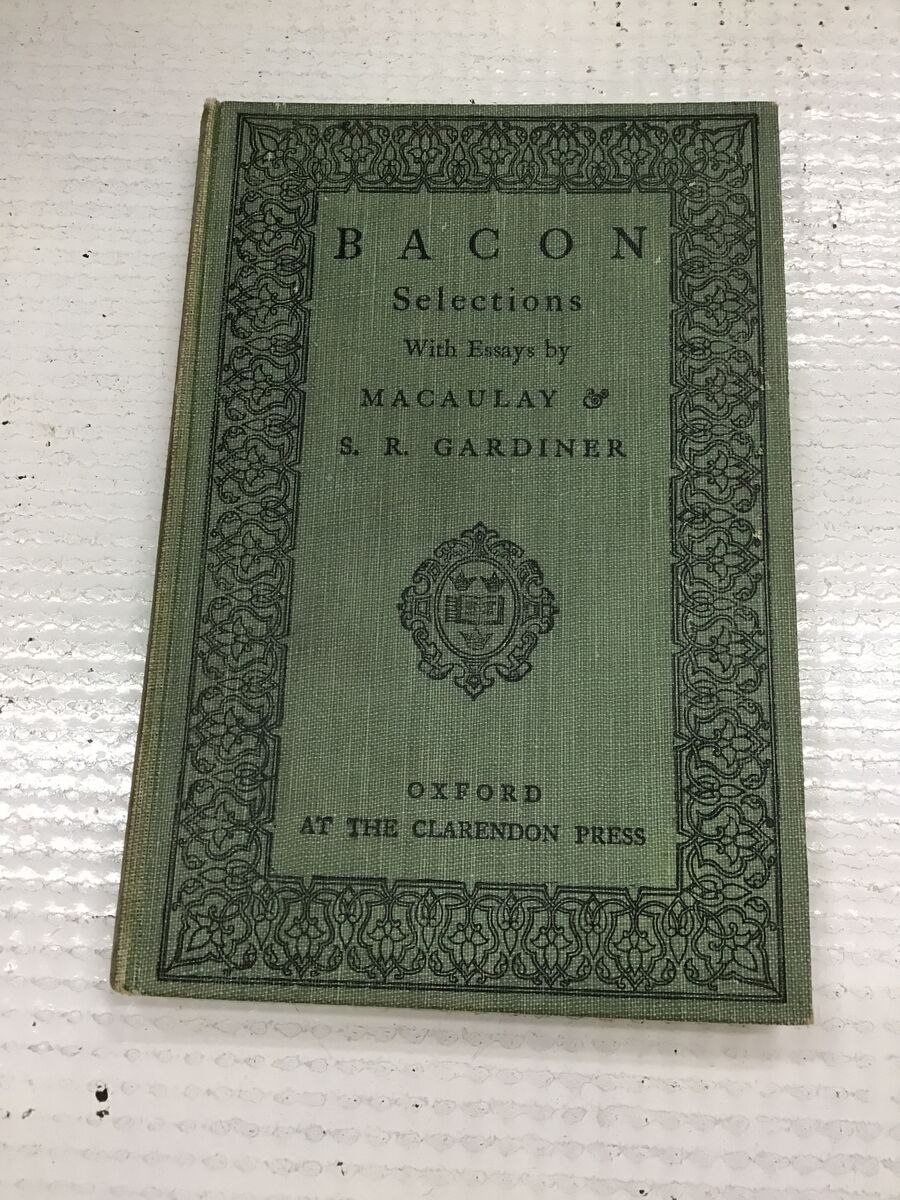 BACON
Selections
With Essays by
MACAULAY &
S. R. GARDINER
OXFORD
AT THE CLARENDON PRESS